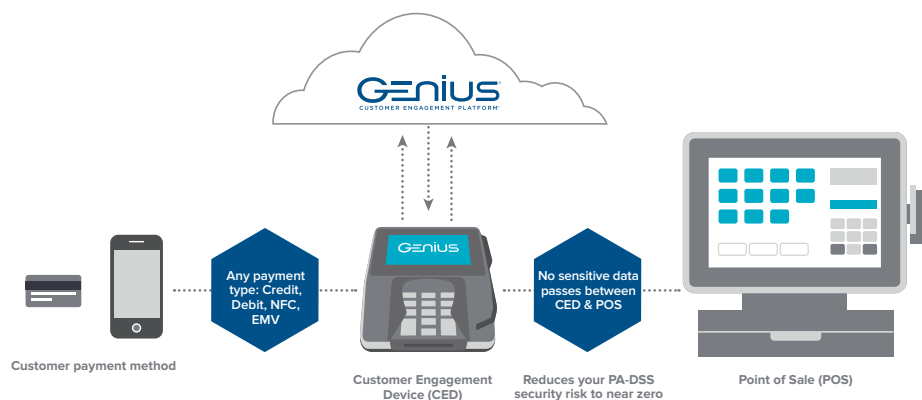 GENIUS
CUSTOMER ENGAGEMENT PLATFORM®
GENIUS
Any payment
type: Credit,
Debit, NFC,
EMV
No sensitive data
passes between
CED & POS
Customer payment method
Customer Engagement
Device (CED)
Reduces your PA-DSS
security risk to near zero
Point of Sale (POS)